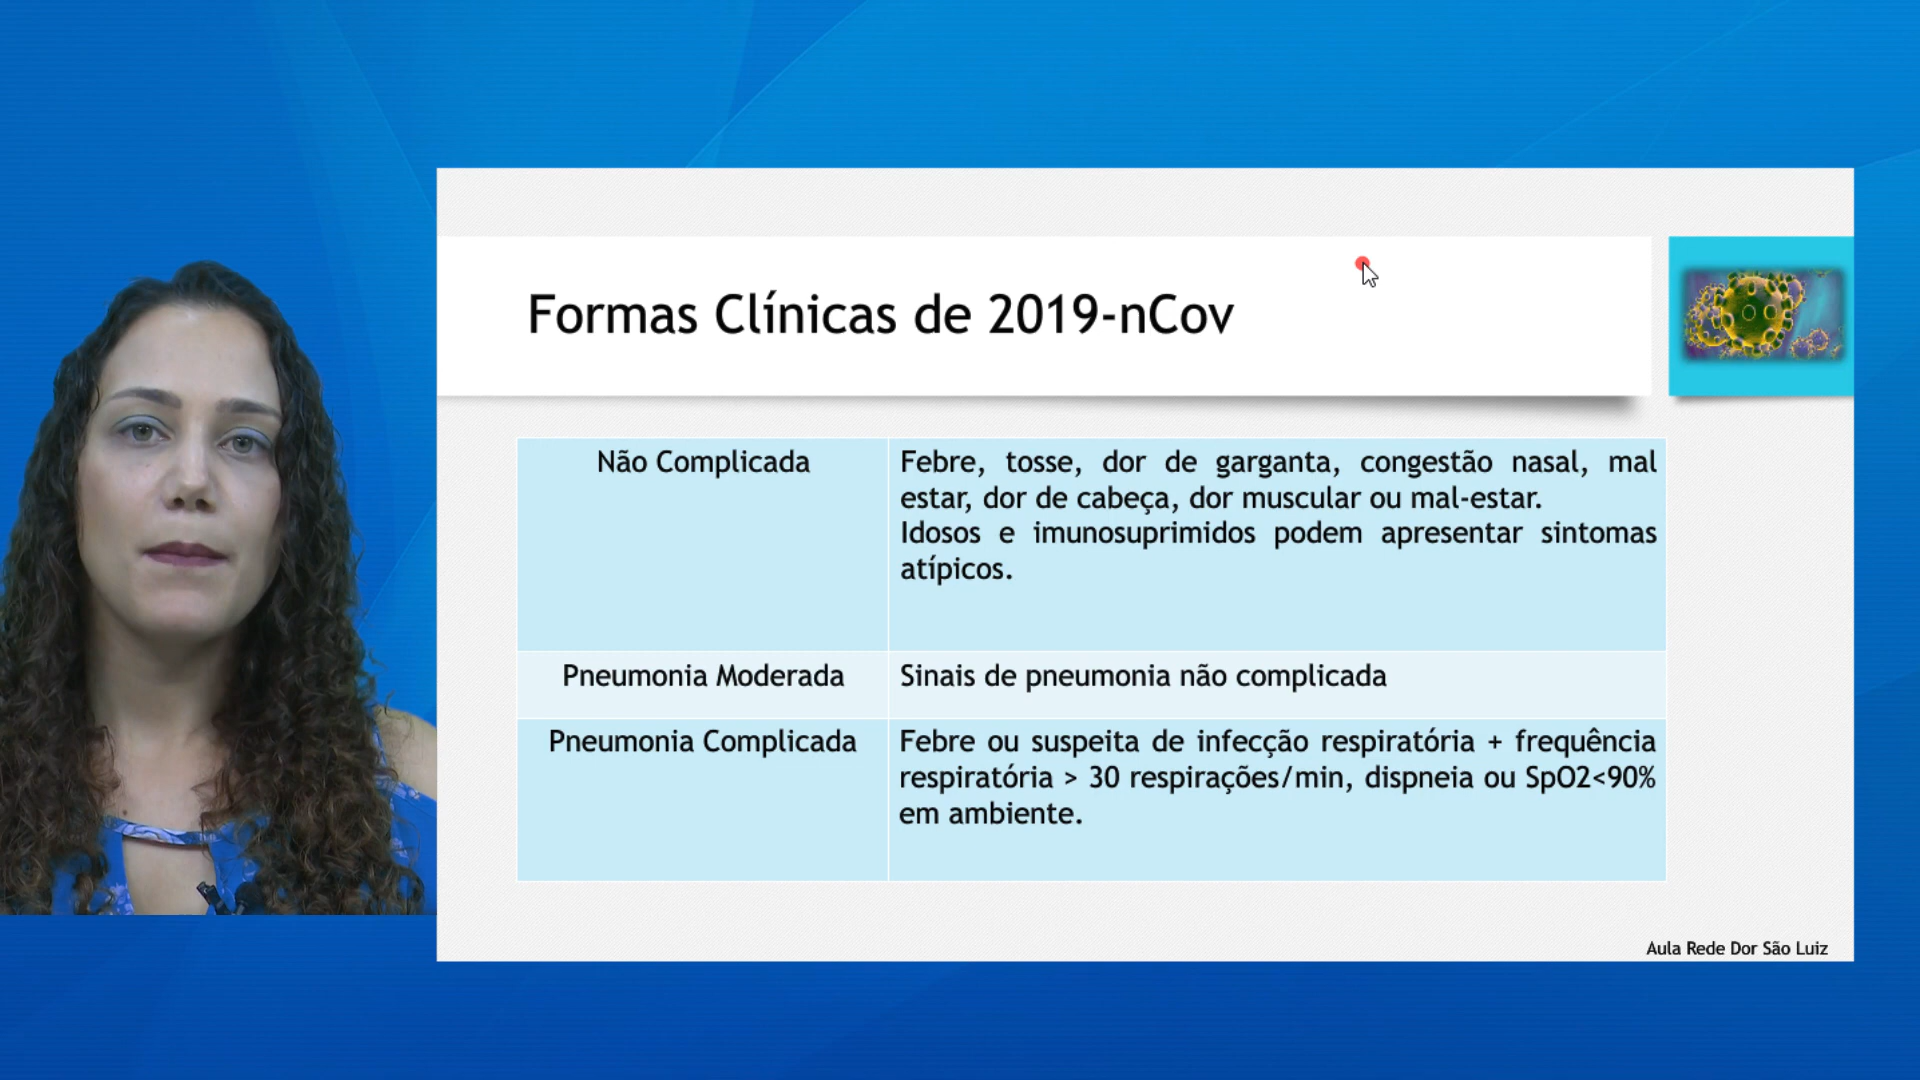 Formas Clínicas de 2019-nCov
Não Complicada
Febre, tosse, dor de garganta, congestão nasal, mal
estar, dor de cabeça, dor muscular ou mal-estar.
Idosos e imunosuprimidos podem apresentar sintomas
atípicos.
Pneumonia Moderada
Sinais de pneumonia não complicada
Pneumonia Complicada
Febre ou suspeita de infecção respiratória + frequência
respiratória > 30 respirações/min, dispneia ou SpO2<90%
em ambiente.
Aula Rede Dor São Luiz